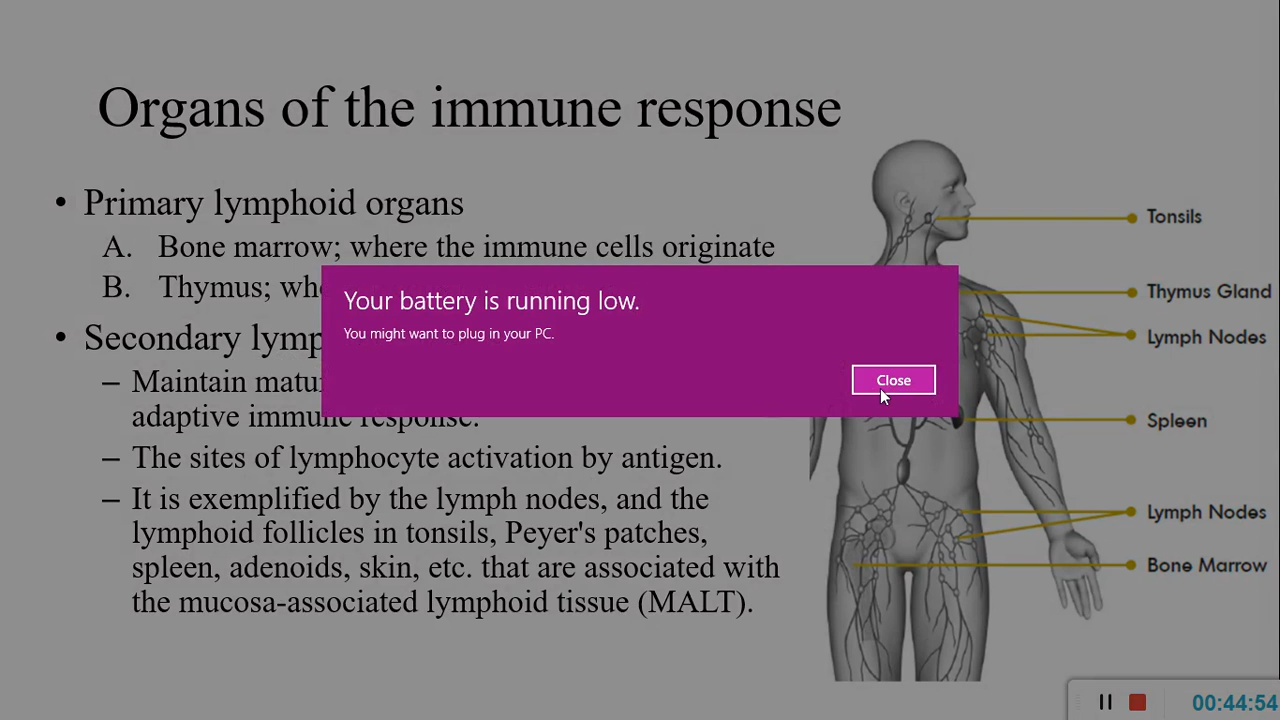 Organs of the immune response
• Primary lymphoid organs
A. Bone marrow; where the immune cells originate
B. Thymus;
• Secondary
– Maintain
adaptive immune response.
– The sites of lymphocyte activation by antigen.
– It is exemplified by the lymph nodes, and the
lymphoid follicles in tonsils, Peyer's patches,
spleen, adenoids, skin, etc. that are associated with
the mucosa-associated lymphoid tissue (MALT).
Your battery is running low.
You might want to plug in your PC.
Close
Tonsils
Thymus Gland
Lymph Nodes
Spleen
Lymph Nodes
Bone Marrow
00:44:54